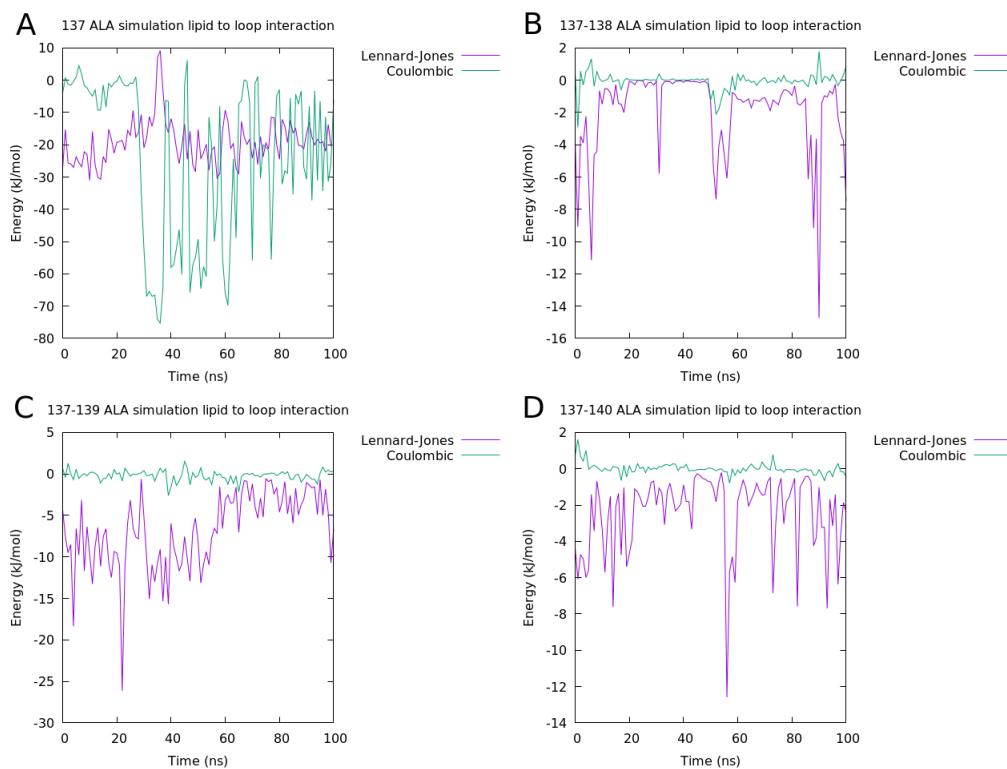 A 137 ALA simulation lipid to loop interaction
Lennard-Jones
Coulombic
10
0
-10
-20
-30
-40
-50
-60
-70
-80
Energy (kJ/mol)
0 20 40 60 80 100
Time (ns)
B 137-138 ALA simulation lipid to loop interaction
Lennard-Jones
Coulombic
2
0
-2
-4
-6
-8
-10
-12
-14
-16
Energy (kJ/mol)
0 20 40 60 80 100
Time (ns)
C 137-139 ALA simulation lipid to loop interaction
Lennard-Jones
Coulombic
5
0
-5
-10
-15
-20
-25
-30
Energy (kJ/mol)
0 20 40 60 80 100
Time (ns)
D 137-140 ALA simulation lipid to loop interaction
Lennard-Jones
Coulombic
2
0
-2
-4
-6
-8
-10
-12
-14
Energy (kJ/mol)
0 20 40 60 80 100
Time (ns)